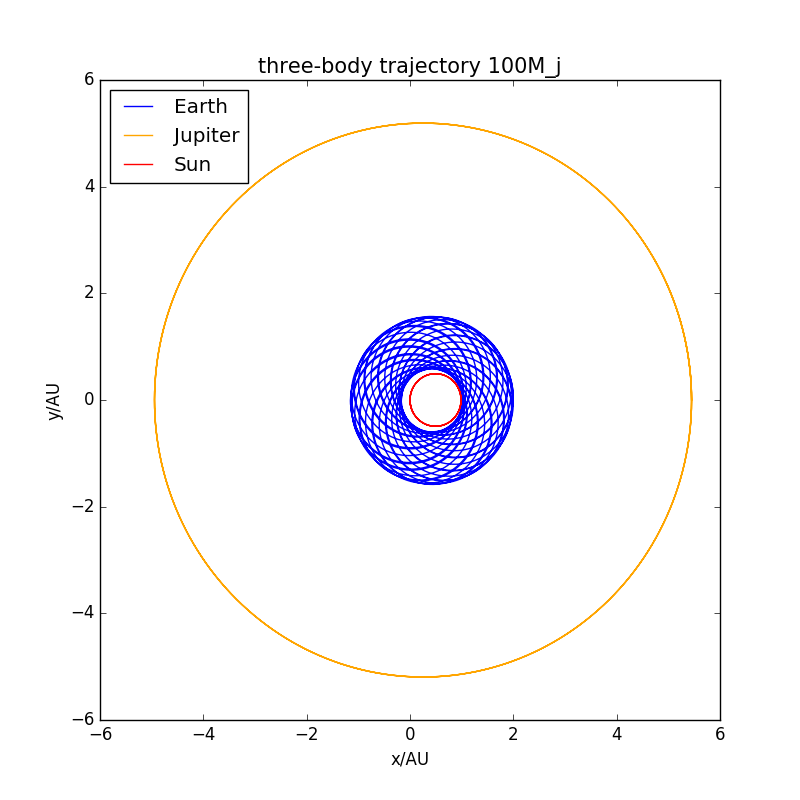 three-body trajectory 100M_j
Earth
Jupiter
Sun
6
4
2
0
−2
−4
−6
y/AU
−6 −4 −2 0 2 4 6
x/AU